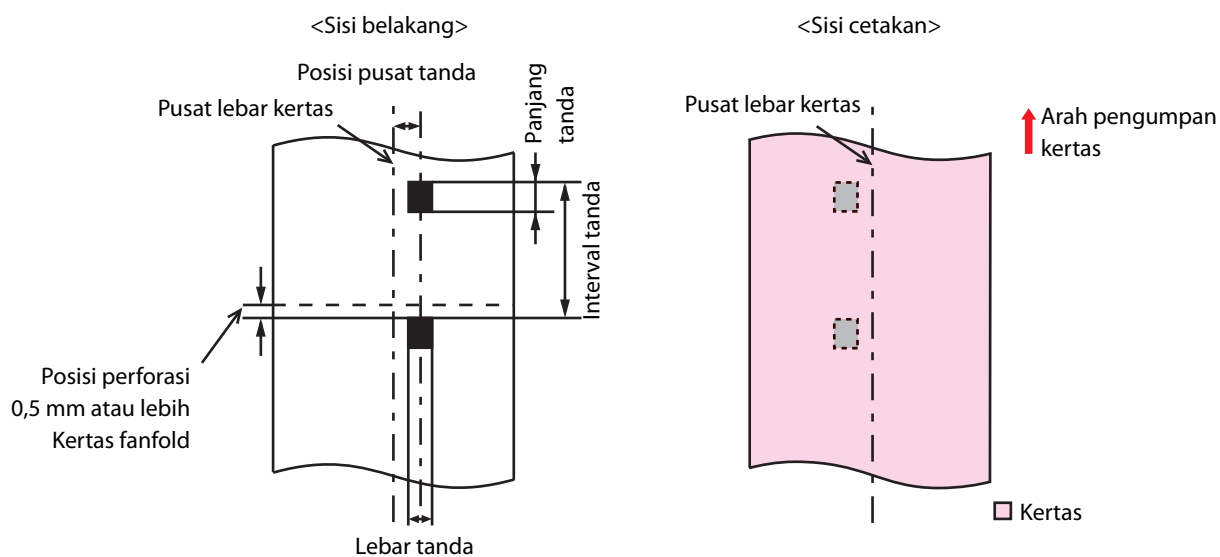 <Sisi belakang>
Posisi pusat tanda
Pusat lebar kertas
Panjang
tanda
Interval tanda
Posisi perforasi
0,5 mm atau lebih
Kertas fanfold
Lebar tanda
<Sisi cetakan>
Pusat lebar kertas
Arah pengumpan
kertas
Kertas